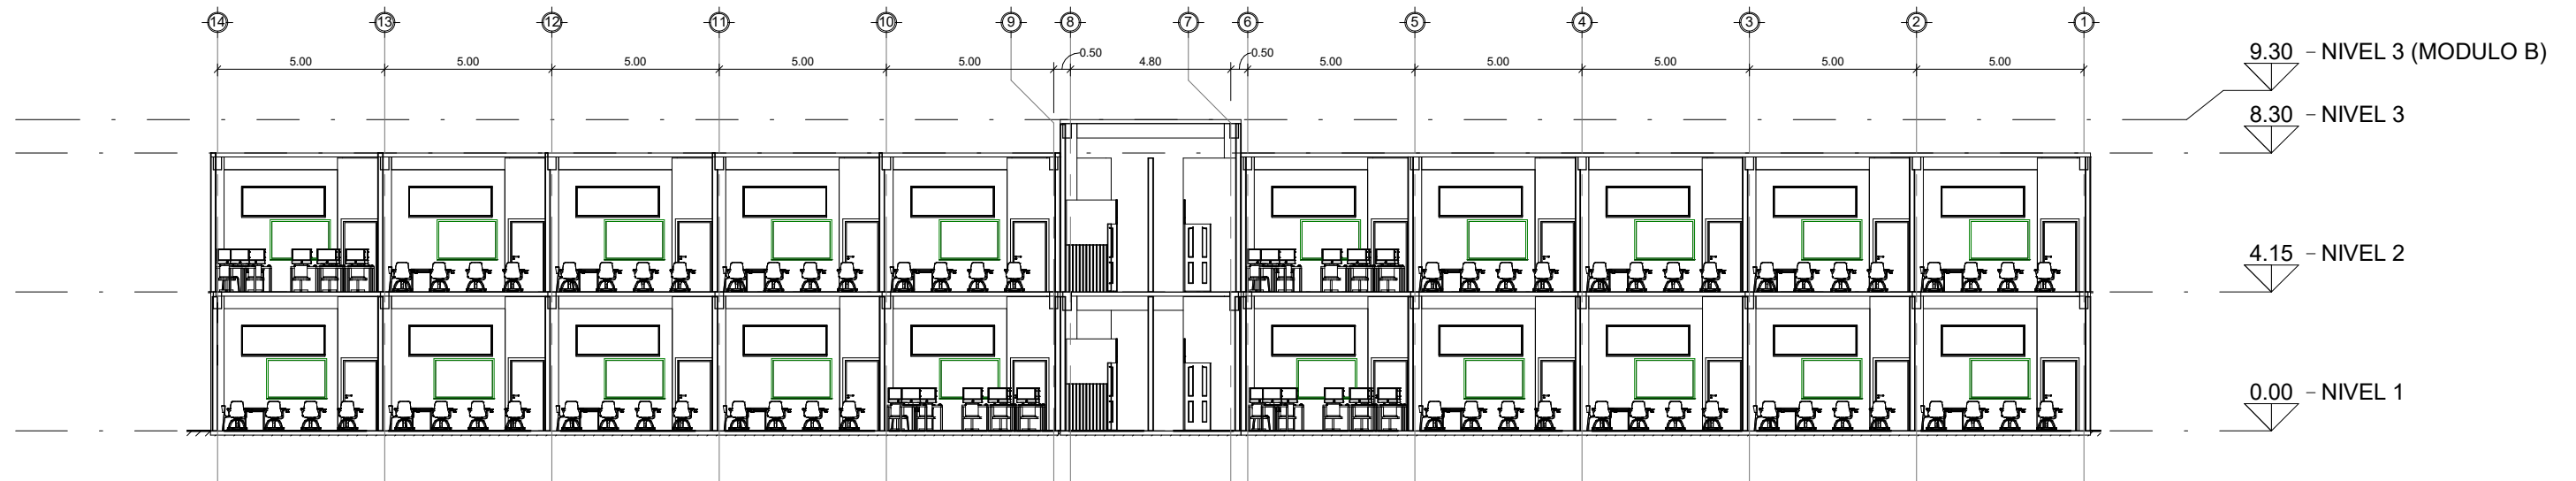 14 13 12 11 10 9 8 7 6 5 4 3 2 1
5.00 5.00 5.00 5.00 5.00 0.50 4.80 0.50 5.00 5.00 5.00 5.00 5.00
9.30 – NIVEL 3 (MODULO B)
8.30 – NIVEL 3
4.15 – NIVEL 2
0.00 – NIVEL 1